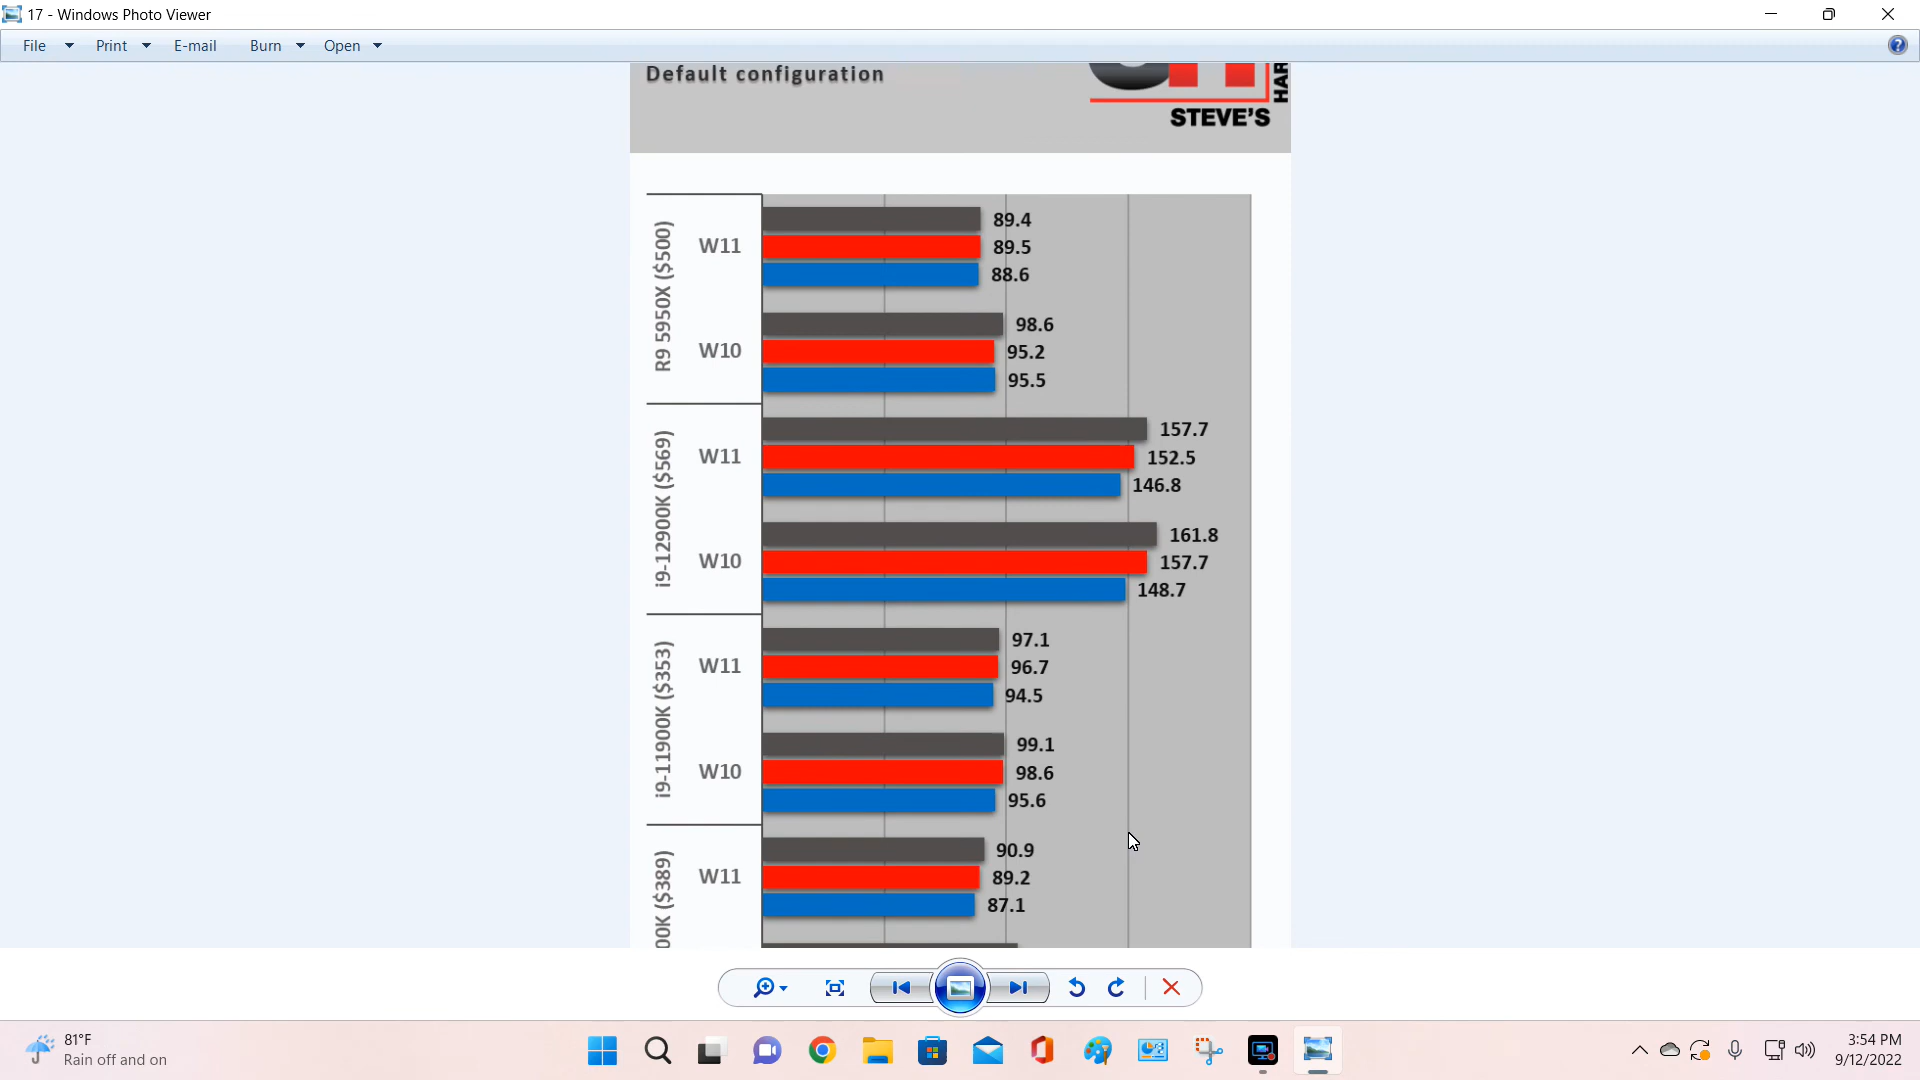 17 - Windows Photo Viewer
File Print E-mail Burn Open
Default configuration
STEVE'S
HAR
R9 5950X ($500)
W11
89.4
89.5
88.6
W10
98.6
95.2
95.5
i9-12900K ($569)
W11
157.7
152.5
146.8
W10
161.8
157.7
148.7
i9-11900K ($353)
W11
97.1
96.7
94.5
W10
99.1
98.6
95.6
00K ($389)
W11
90.9
89.2
87.1
81°F
Rain off and on
3:54 PM
9/12/2022